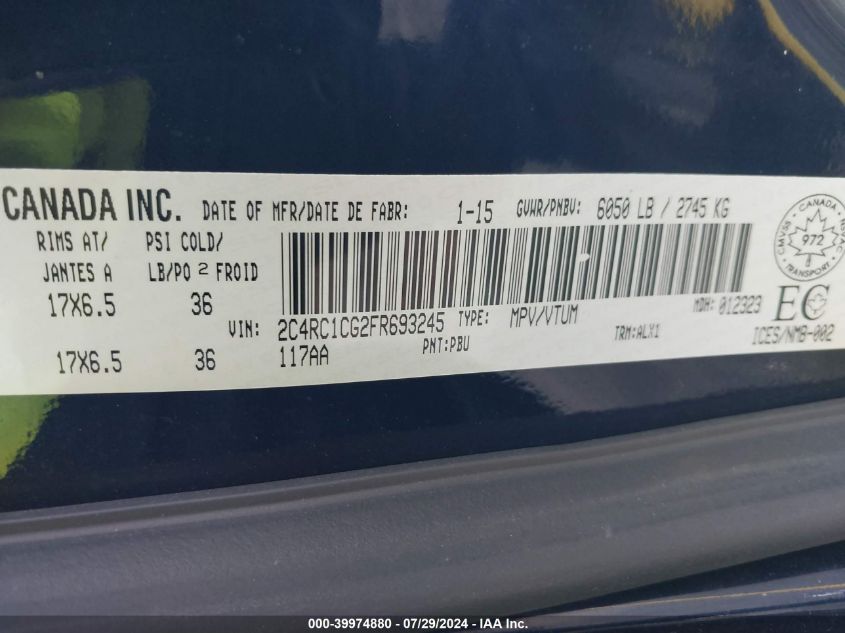 CANADA INC. DATE OF MFR/DATE DE FABR: 1-15 GVWR/PNBV: 6050 LB / 2745 KG
RIMS AT/ PSI COLD/
JANTES A LB/PO 2 FROID
17X6.5 36
VIN: 2C4RC1CG2FR693245 TYPE: MPV/VTUM MDH: 012323
17X6.5 36 117AA PNT:PBU TRM:ALX1 ICES/NMB-002
CANADA
CMVSS NSVAC
972
TRANSPORT
EC
000-39974880 - 07/29/2024 - IAA Inc.